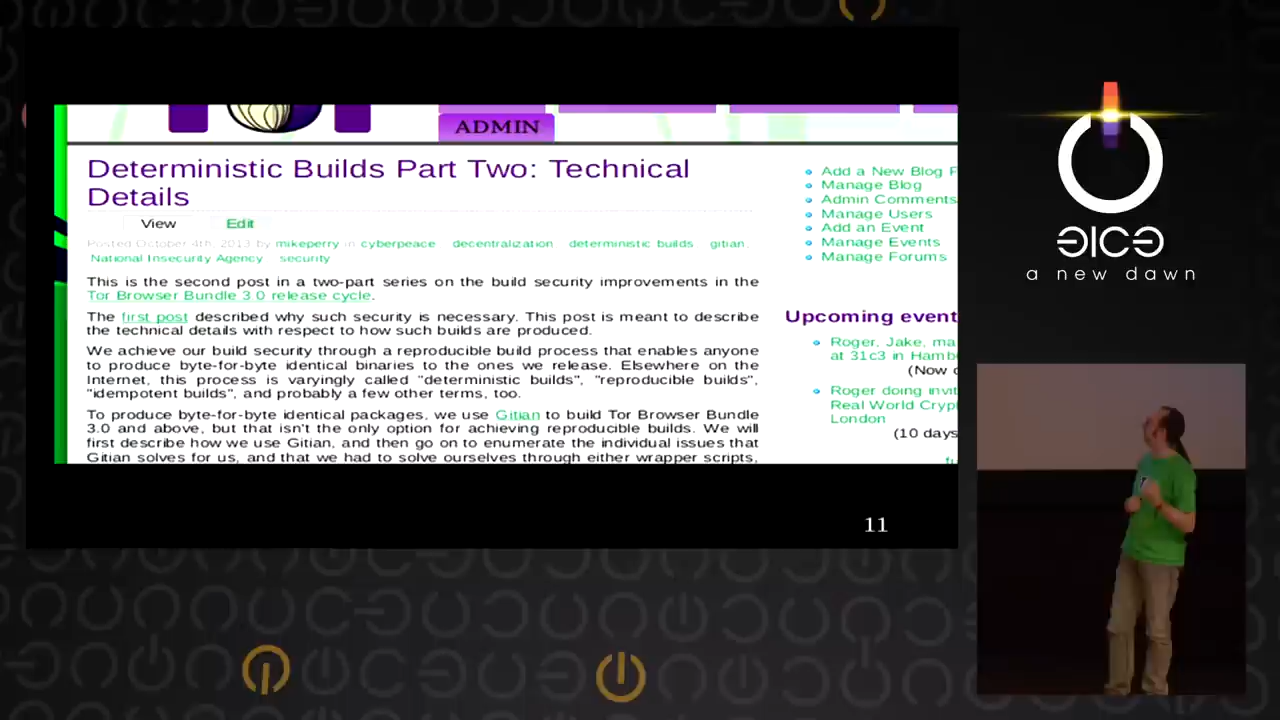 ADMIN
Deterministic Builds Part Two: Technical
Details
View
Edit
Posted October 4th, 2013 by mikeperry in cyberpeace decentralization deterministic builds gitian,
National Insecurity Agency security
This is the second post in a two-part series on the build security improvements in the
Tor Browser Bundle 3.0 release cycle.
The first post described why such security is necessary. This post is meant to describe
the technical details with respect to how such builds are produced.
We achieve our build security through a reproducible build process that enables anyone
to produce byte-for-byte identical binaries to the ones we release. Elsewhere on the
Internet, this process is varyingly called "deterministic builds", "reproducible builds",
"idempotent builds", and probably a few other terms, too.
To produce byte-for-byte identical packages, we use Gitian to build Tor Browser Bundle
3.0 and above, but that isn't the only option for achieving reproducible builds. We will
first describe how we use Gitian, and then go on to enumerate the individual issues that
Gitian solves for us, and that we had to solve ourselves through either wrapper scripts,
Add a New Blog P
Manage Blog
Admin Comments
Manage Users
Add an Event
Manage Events
Manage Forums
Upcoming event
Roger, Jake, ma
at 31c3 in Hamb
(Now o
Roger doing invit
Real World Cryp
London
(10 days
fu
11
a new dawn